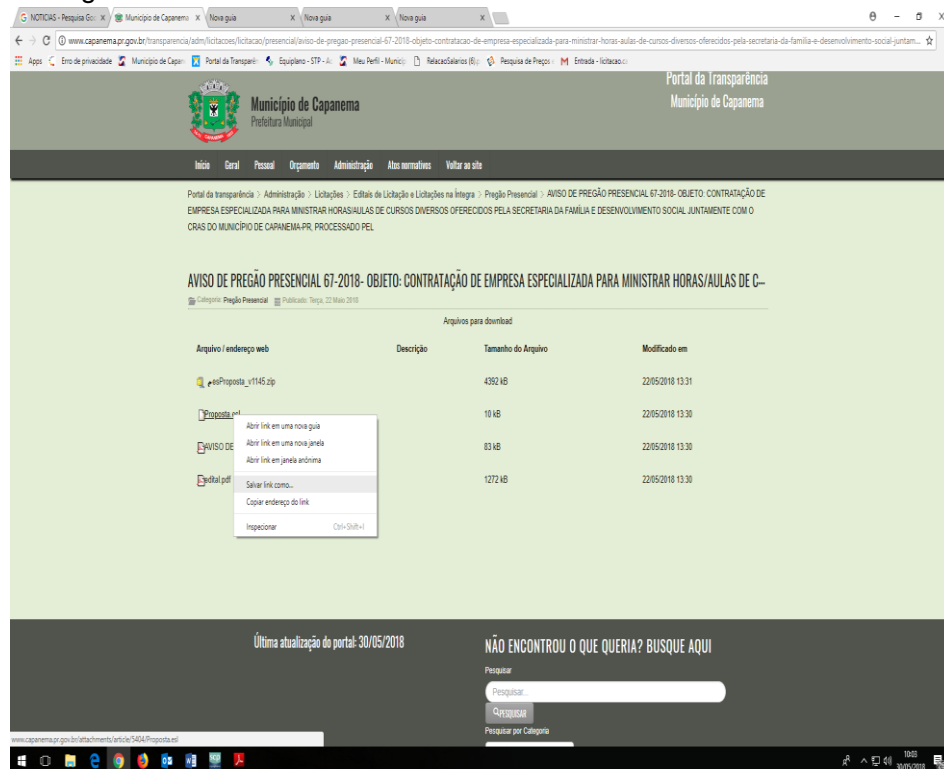 NOTICIAS - Pesquisa Goo
Município de Capanema
Nova guia
Nova guia
Nova guia
www.capanema.pr.gov.br/transparencia/adm/licitacoes/licitacao/presencial/aviso-de-pregao-presencial-67-2018-objeto-contratacao-de-empresa-especializada-para-ministrar-horas-aulas-de-cursos-diversos-oferecidos-pela-secretaria-da-familia-e-desenvolvimento-social-juntam...
Apps Erro de privacidade Município de Capan Portal da Transparên Equiplano - STP - Ac Meu Perfil - Municíp RelacaoSalarios (6).p Pesquisa de Preços - Entrada - licitacao.c
Portal da Transparência
Município de Capanema
Município de Capanema
Prefeitura Municipal
Início Geral Pessoal Orçamento Administração Atos normativos Voltar ao site
Portal da transparência > Administração > Licitações > Editais de Licitação e Licitações na Íntegra > Pregão Presencial > AVISO DE PREGÃO PRESENCIAL 67-2018- OBJETO: CONTRATAÇÃO DE
EMPRESA ESPECIALIZADA PARA MINISTRAR HORAS/AULAS DE CURSOS DIVERSOS OFERECIDOS PELA SECRETARIA DA FAMÍLIA E DESENVOLVIMENTO SOCIAL JUNTAMENTE COM O
CRAS DO MUNICÍPIO DE CAPANEMA-PR, PROCESSADO PEL
AVISO DE PREGÃO PRESENCIAL 67-2018- OBJETO: CONTRATAÇÃO DE EMPRESA ESPECIALIZADA PARA MINISTRAR HORAS/AULAS DE C...
Categoria: Pregão Presencial Publicado: Terça, 22 Maio 2018
Arquivos para download
Arquivo / endereço web Descrição Tamanho do Arquivo Modificado em
esProposta_v1145.zip 4392 kB 22/05/2018 13:31
Proposta.esl 10 kB 22/05/2018 13:30
AVISO DE 83 kB 22/05/2018 13:30
edital.pdf 1272 kB 22/05/2018 13:30
Abrir link em uma nova guia
Abrir link em uma nova janela
Abrir link em janela anônima
Salvar link como...
Copiar endereço do link
Inspecionar Ctrl+Shift+I
Última atualização do portal: 30/05/2018
NÃO ENCONTROU O QUE QUERIA? BUSQUE AQUI
Pesquisar
Pesquisar...
PESQUISAR
Pesquisar por Categoria
www.capanema.pr.gov.br/attachments/article/5404/Proposta.esl
10:03
30/05/2018